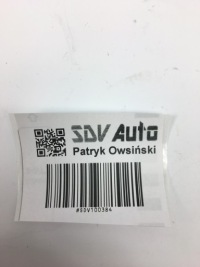 SDV Auto
Patryk Owsiński
#SDV100384